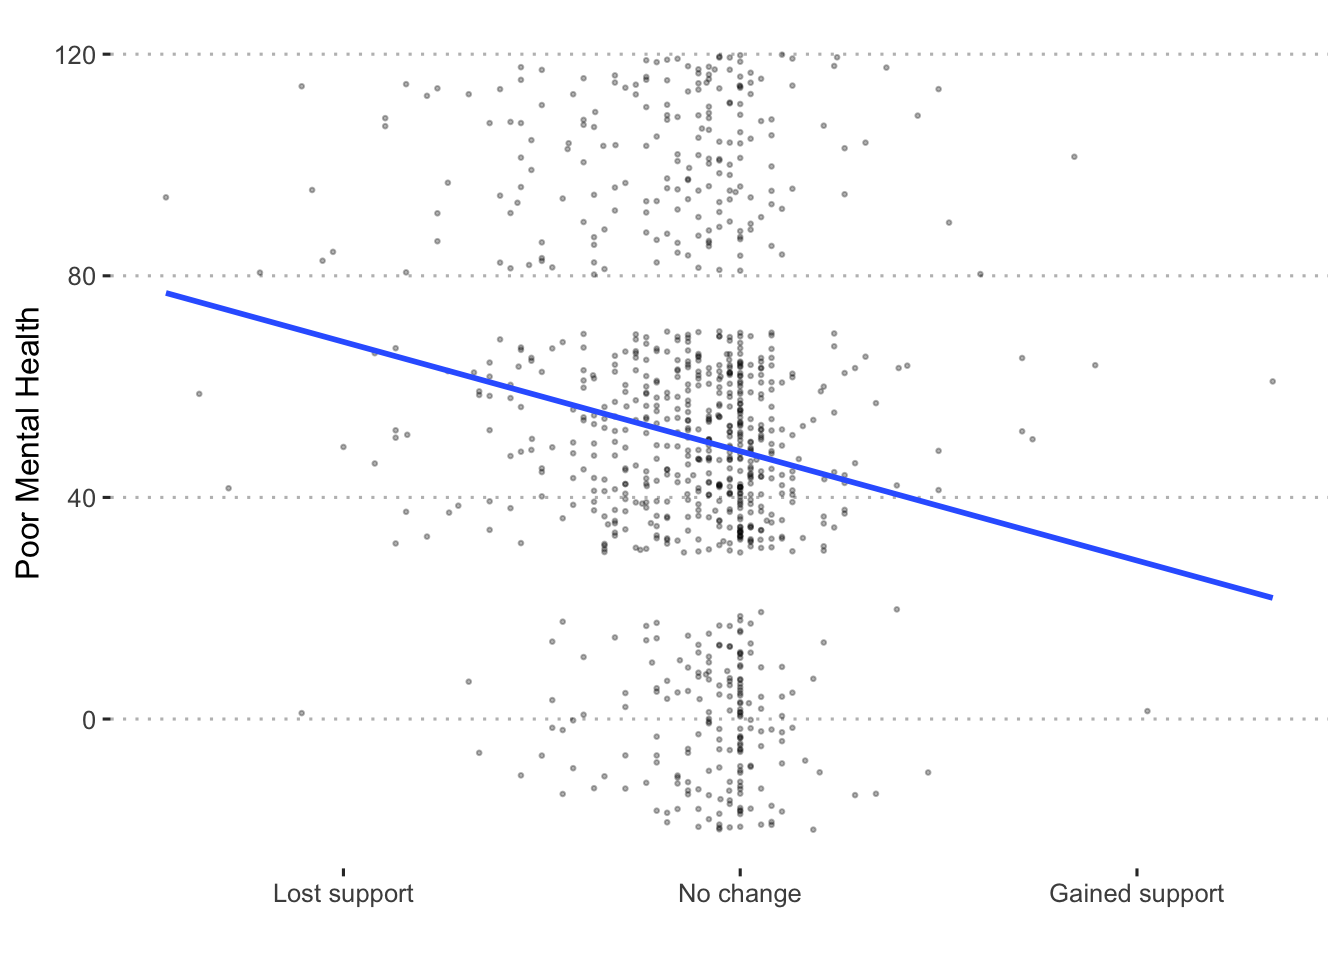 120
80
40
0
Poor Mental Health
Lost support
No change
Gained support